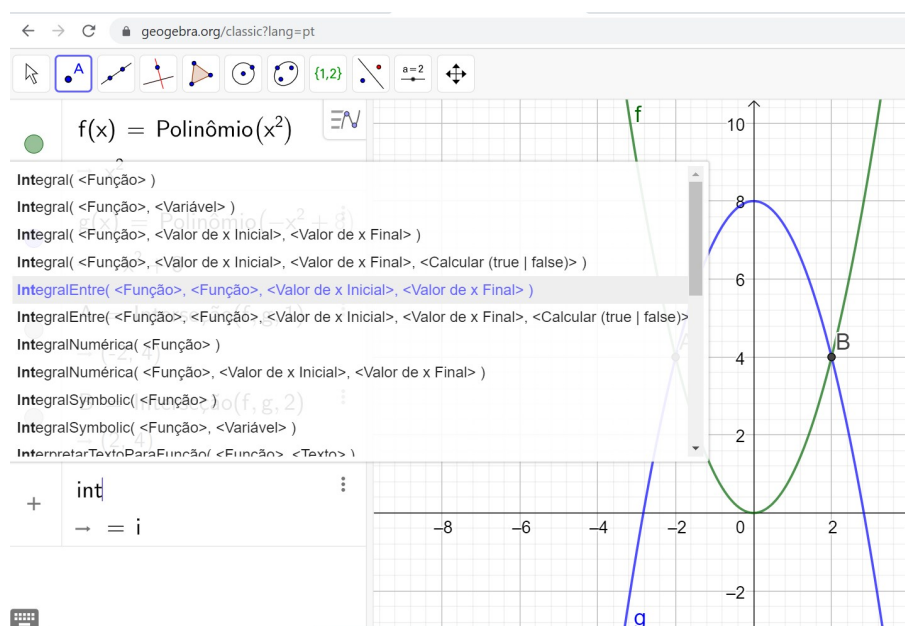 geogebra.org/classic?lang=pt
A
{1,2}
a=2
f(x) = Polinômio(x²)
Integral( <Função> )
Integral( <Função>, <Variável> )
Integral( <Função>, <Valor de x Inicial>, <Valor de x Final> )
Integral( <Função>, <Valor de x Inicial>, <Valor de x Final>, <Calcular (true | false)> )
IntegralEntre( <Função>, <Função>, <Valor de x Inicial>, <Valor de x Final> )
IntegralEntre( <Função>, <Função>, <Valor de x Inicial>, <Valor de x Final>, <Calcular (true | false)>
IntegralNumérica( <Função> )
IntegralNumérica( <Função>, <Valor de x Inicial>, <Valor de x Final> )
IntegralSymbolic( <Função> )
IntegralSymbolic( <Função>, <Variável> )
InterpretarTextoParaFunção( <Função>, <Texto> )
int
→ = i
f
10
8
6
4
2
0
−2
−8
−6
−4
−2
2
B
g